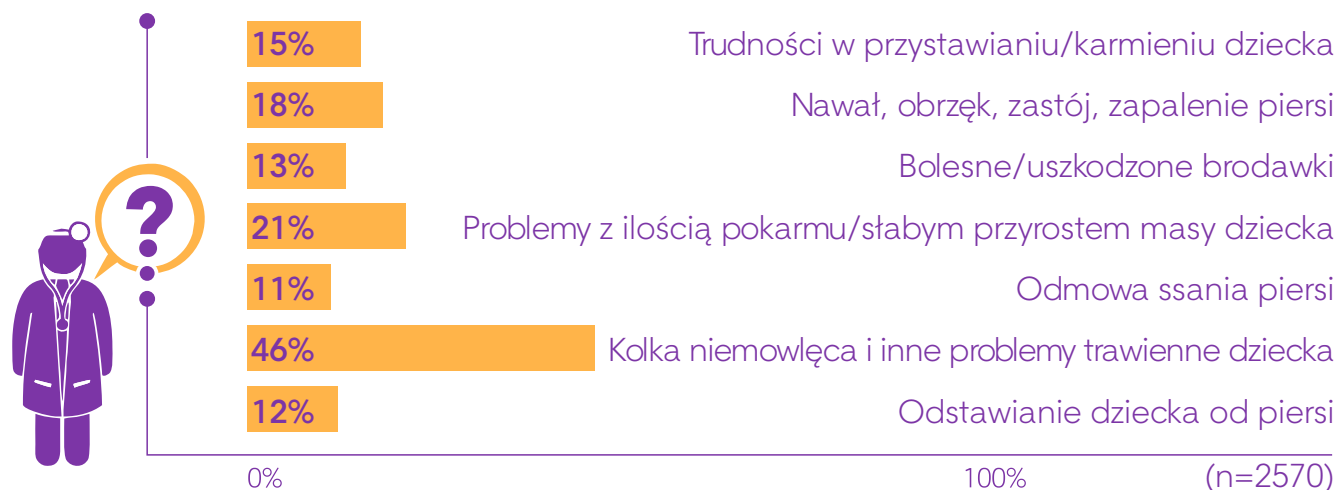 15% Trudności w przystawianiu/karmieniu dziecka
18% Nawał, obrzęk, zastój, zapalenie piersi
13% Bolesne/uszkodzone brodawki
?
21% Problemy z ilością pokarmu/słabym przyrostem masy dziecka
11% Odmowa ssania piersi
46% Kolka niemowlęca i inne problemy trawienne dziecka
12% Odstawianie dziecka od piersi
0% 100% (n=2570)